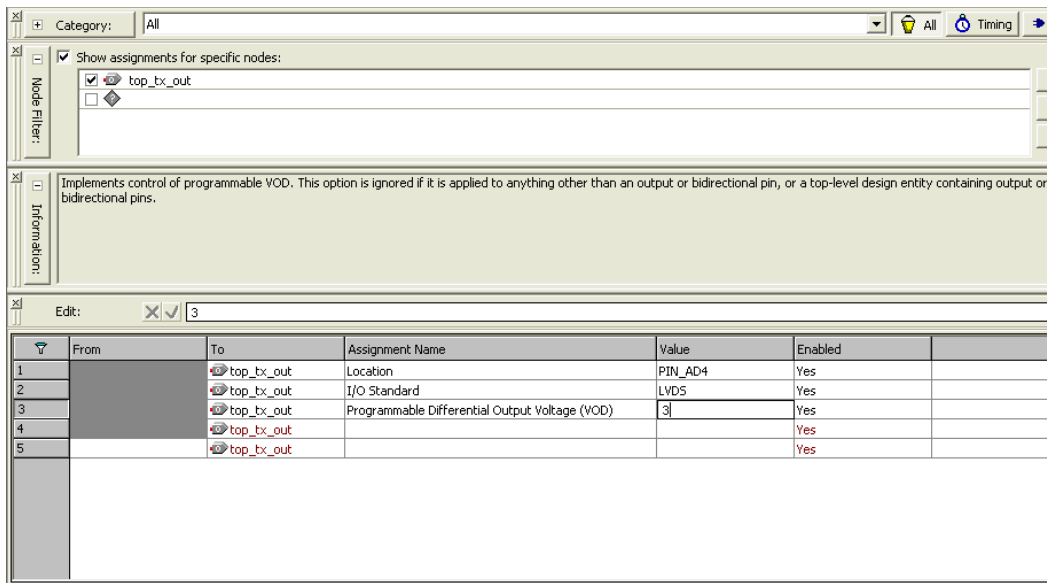 Category: All All Timing
Show assignments for specific nodes:
Node Filter:
top_tx_out
Information:
Implements control of programmable VOD. This option is ignored if it is applied to anything other than an output or bidirectional pin, or a top-level design entity containing output or
bidirectional pins.
Edit: 3
From To Assignment Name Value Enabled
1 top_tx_out Location PIN_AD4 Yes
2 top_tx_out I/O Standard LVDS Yes
3 top_tx_out Programmable Differential Output Voltage (VOD) 3 Yes
4 top_tx_out Yes
5 top_tx_out Yes